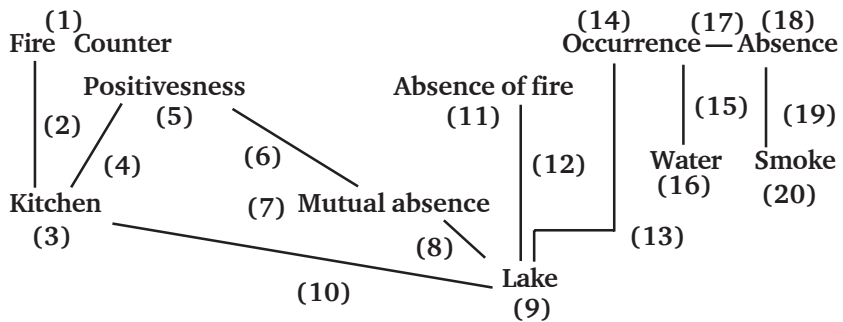 (1) (14) (17) (18)
Fire Counter Occurrence Absence
Positivesness Absence of fire
(2) (5) (11) (15) (19)
(4) (6) (12) Water Smoke
(16) (20)
Kitchen (7) Mutual absence
(3) (8) (13)
Lake
(10) (9)